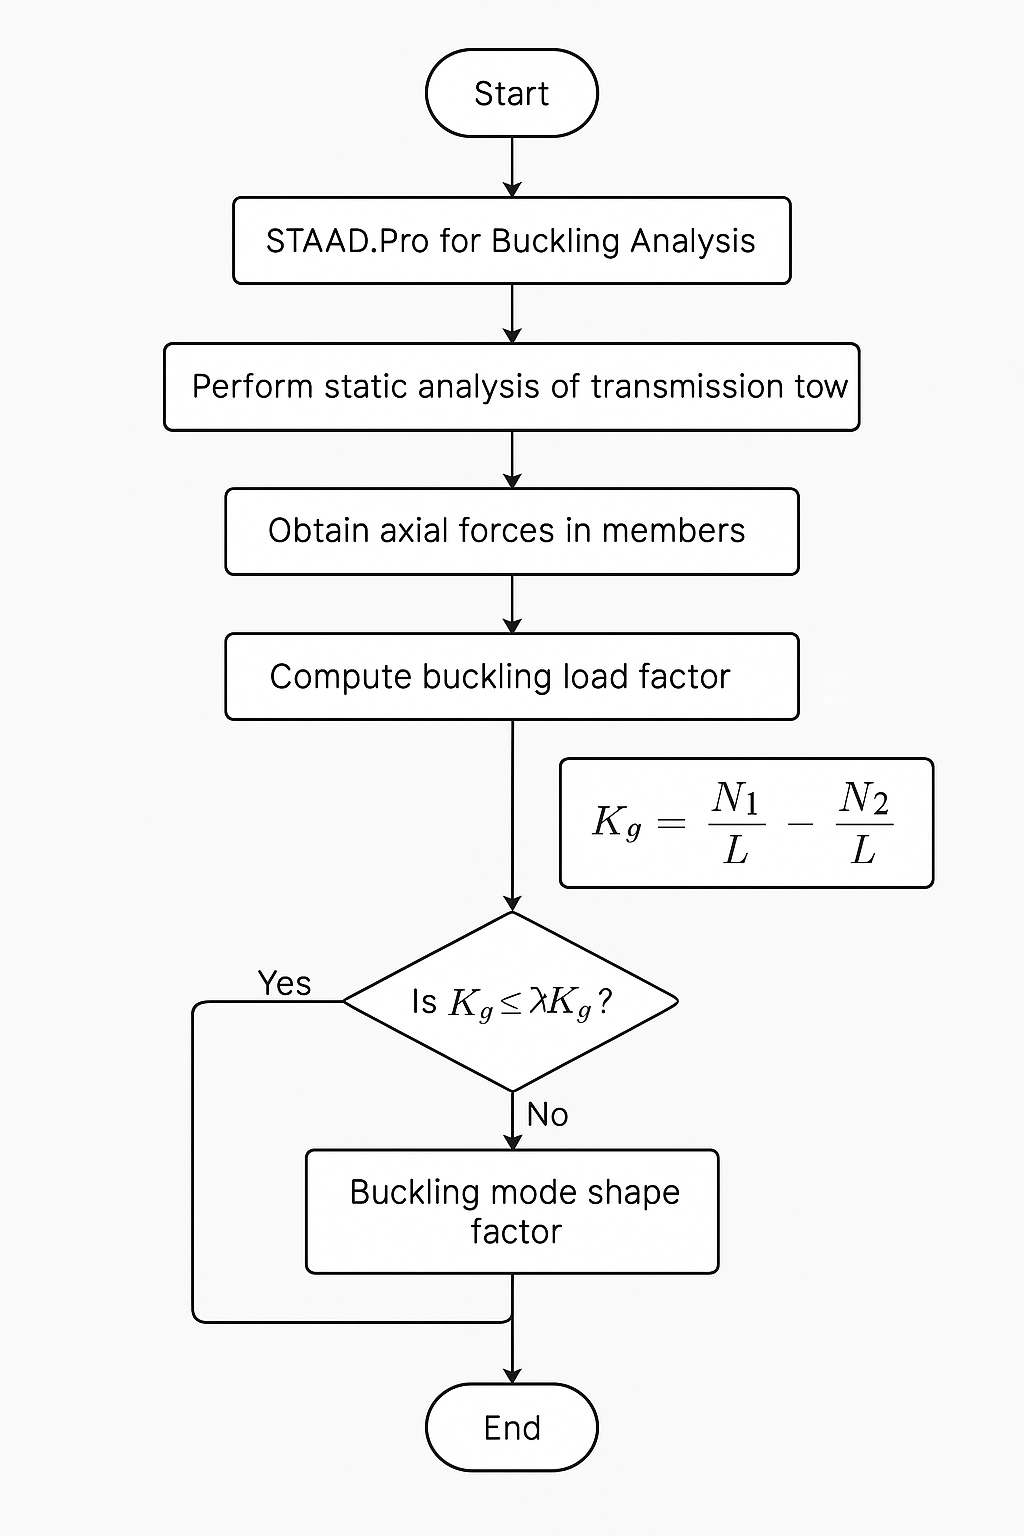 Start
STAAD.Pro for Buckling Analysis
Perform static analysis of transmission tow
Obtain axial forces in members
Compute buckling load factor
K_g = N_1/L − N_2/L
Is K_g ≤ λK_g?
Yes
No
Buckling mode shape
factor
End